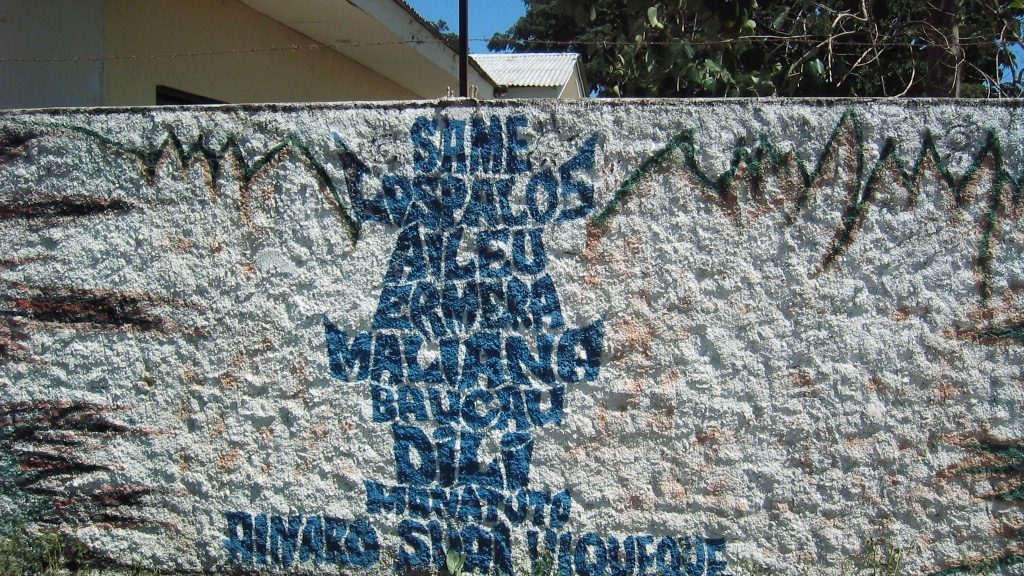 SAME
LOSPALOS
AILEU
ERMERA
MALIANA
BAUCAU
DILI
MANATUTO
AINARO SUAI VIQUEQUE